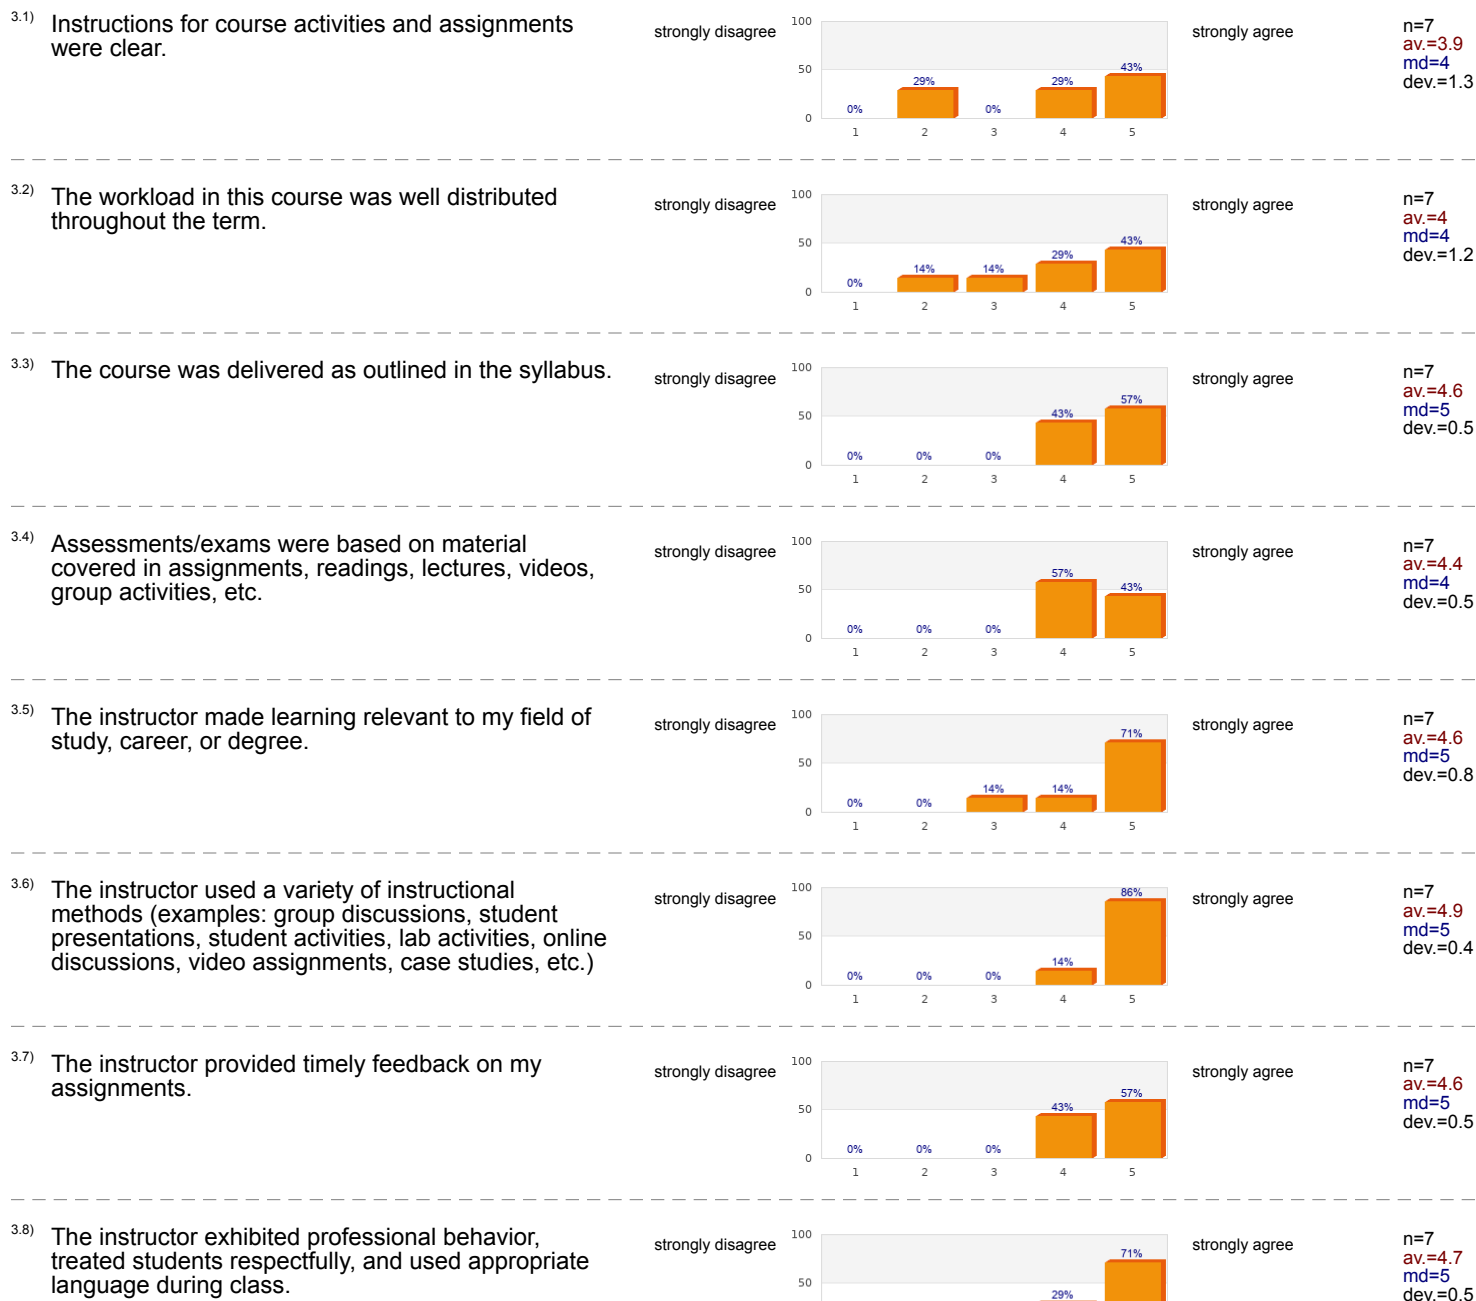 3.1) Instructions for course activities and assignments
were clear.
strongly disagree
strongly agree
100
50
0
0%
29%
0%
29%
43%
1 2 3 4 5
n=7
av.=3.9
md=4
dev.=1.3
3.2) The workload in this course was well distributed
throughout the term.
strongly disagree
strongly agree
100
50
0
0%
14%
14%
29%
43%
1 2 3 4 5
n=7
av.=4
md=4
dev.=1.2
3.3) The course was delivered as outlined in the syllabus.
strongly disagree
strongly agree
100
50
0
0%
0%
0%
43%
57%
1 2 3 4 5
n=7
av.=4.6
md=5
dev.=0.5
3.4) Assessments/exams were based on material
covered in assignments, readings, lectures, videos,
group activities, etc.
strongly disagree
strongly agree
100
50
0
0%
0%
0%
57%
43%
1 2 3 4 5
n=7
av.=4.4
md=4
dev.=0.5
3.5) The instructor made learning relevant to my field of
study, career, or degree.
strongly disagree
strongly agree
100
50
0
0%
0%
14%
14%
71%
1 2 3 4 5
n=7
av.=4.6
md=5
dev.=0.8
3.6) The instructor used a variety of instructional
methods (examples: group discussions, student
presentations, student activities, lab activities, online
discussions, video assignments, case studies, etc.)
strongly disagree
strongly agree
100
50
0
0%
0%
0%
14%
86%
1 2 3 4 5
n=7
av.=4.9
md=5
dev.=0.4
3.7) The instructor provided timely feedback on my
assignments.
strongly disagree
strongly agree
100
50
0
0%
0%
0%
43%
57%
1 2 3 4 5
n=7
av.=4.6
md=5
dev.=0.5
3.8) The instructor exhibited professional behavior,
treated students respectfully, and used appropriate
language during class.
strongly disagree
strongly agree
100
50
29%
71%
n=7
av.=4.7
md=5
dev.=0.5